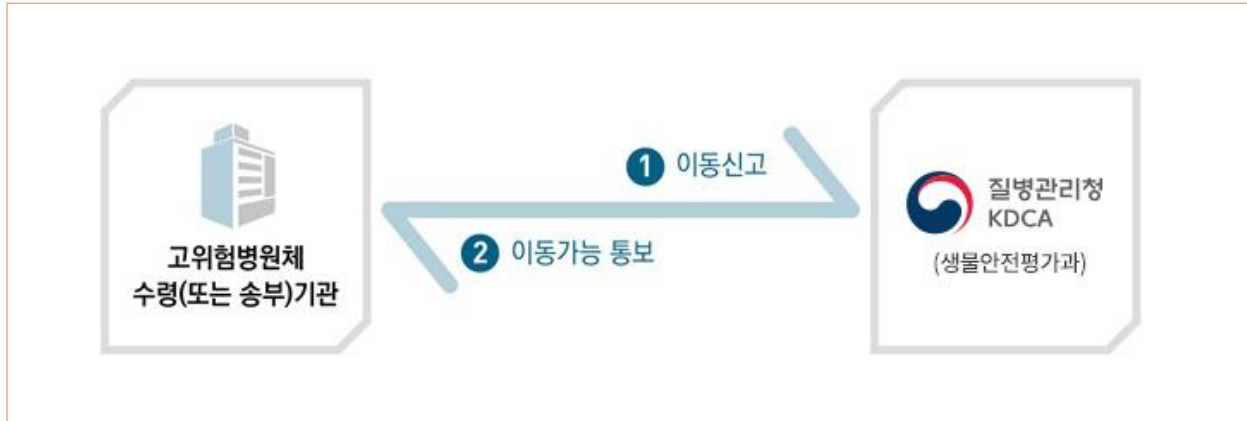 고위험병원체
수령(또는 송부)기관
1 이동신고
2 이동가능 통보
질병관리청
KDCA
(생물안전평가과)